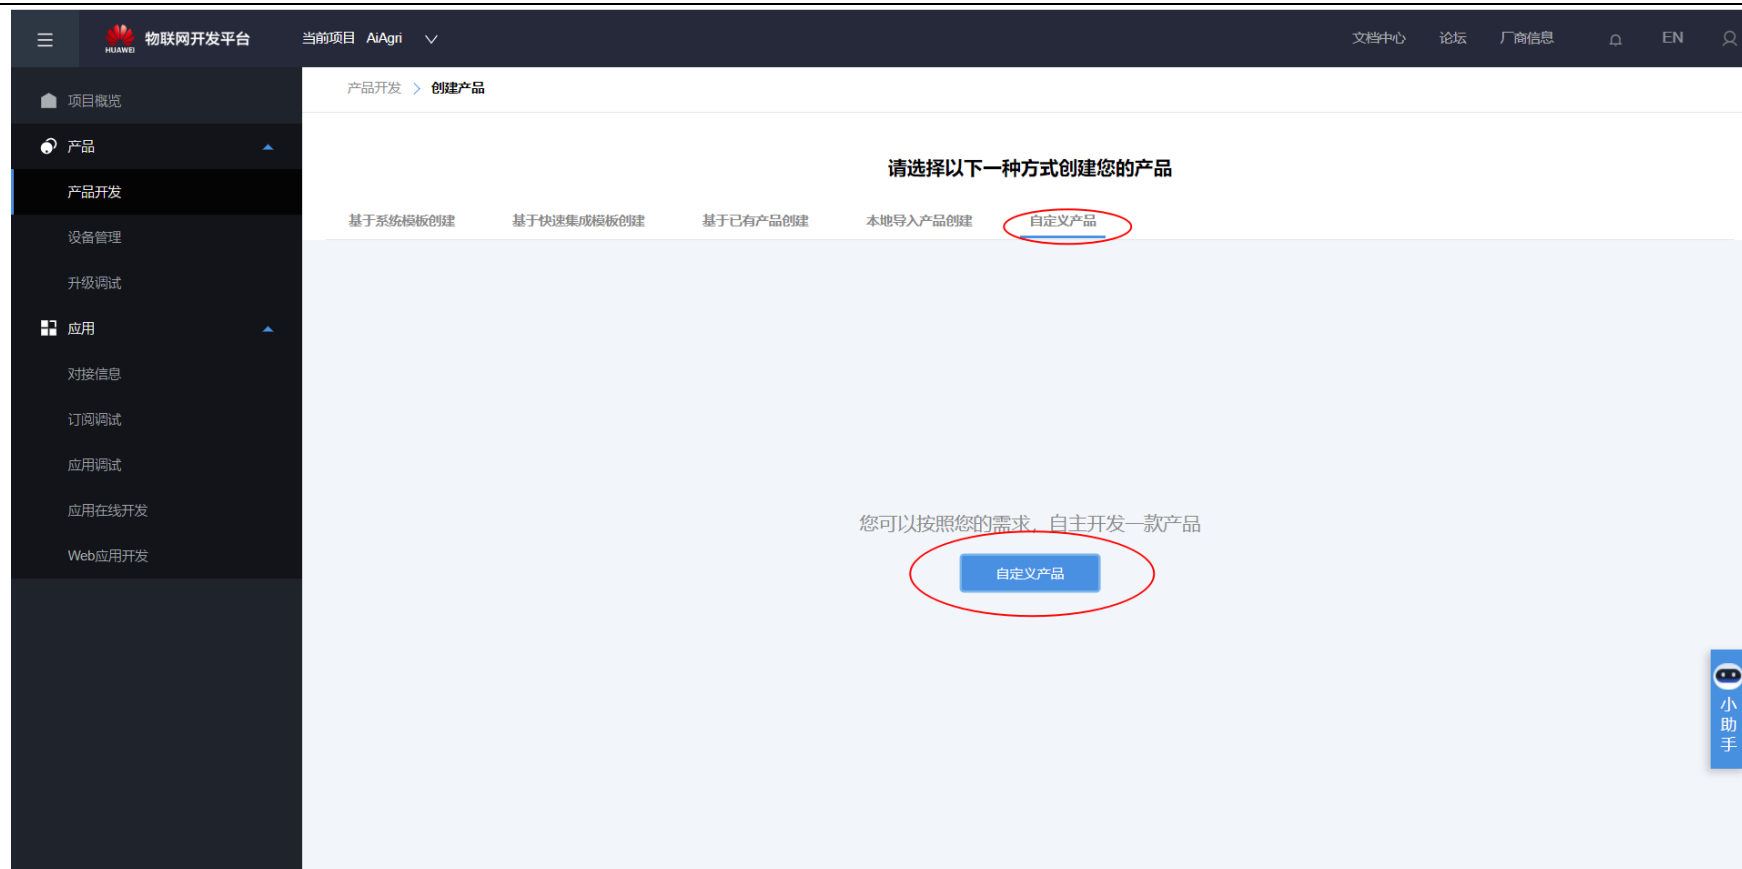 HUAWEI 物联网开发平台 当前项目 AiAgri 文档中心 论坛 厂商信息 EN
项目概览
产品
产品开发
设备管理
升级调试
应用
对接信息
订阅调试
应用调试
应用在线开发
Web应用开发
产品开发 > 创建产品
请选择以下一种方式创建您的产品
基于系统模板创建 基于快速集成模板创建 基于已有产品创建 本地导入产品创建 自定义产品
您可以按照您的需求，自主开发一款产品
自定义产品
小
助
手